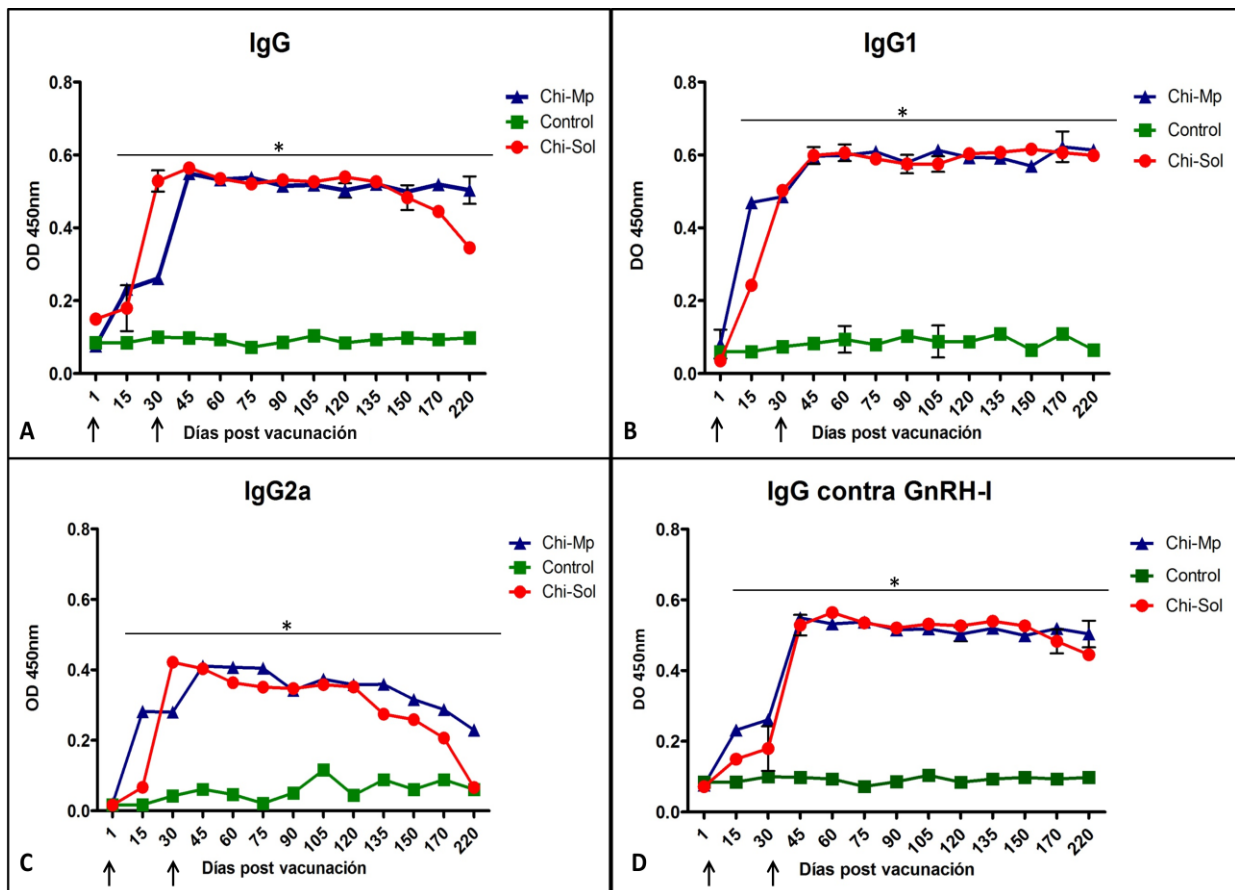 IgG
Chi-Mp
Control
Chi-Sol
*
OD 450nm
0.8
0.6
0.4
0.2
0.0
1 15 30 45 60 75 90 105 120 135 150 170 220
Días post vacunación
A
IgG1
Chi-Mp
Control
Chi-Sol
*
DO 450nm
0.8
0.6
0.4
0.2
0.0
1 15 30 45 60 75 90 105 120 135 150 170 220
Días post vacunación
B
IgG2a
Chi-Mp
Control
Chi-Sol
*
OD 450nm
0.8
0.6
0.4
0.2
0.0
1 15 30 45 60 75 90 105 120 135 150 170 220
Días post vacunación
C
IgG contra GnRH-I
Chi-Mp
Control
Chi-Sol
*
DO 450nm
0.8
0.6
0.4
0.2
0.0
1 15 30 45 60 75 90 105 120 135 150 170 220
Días post vacunación
D